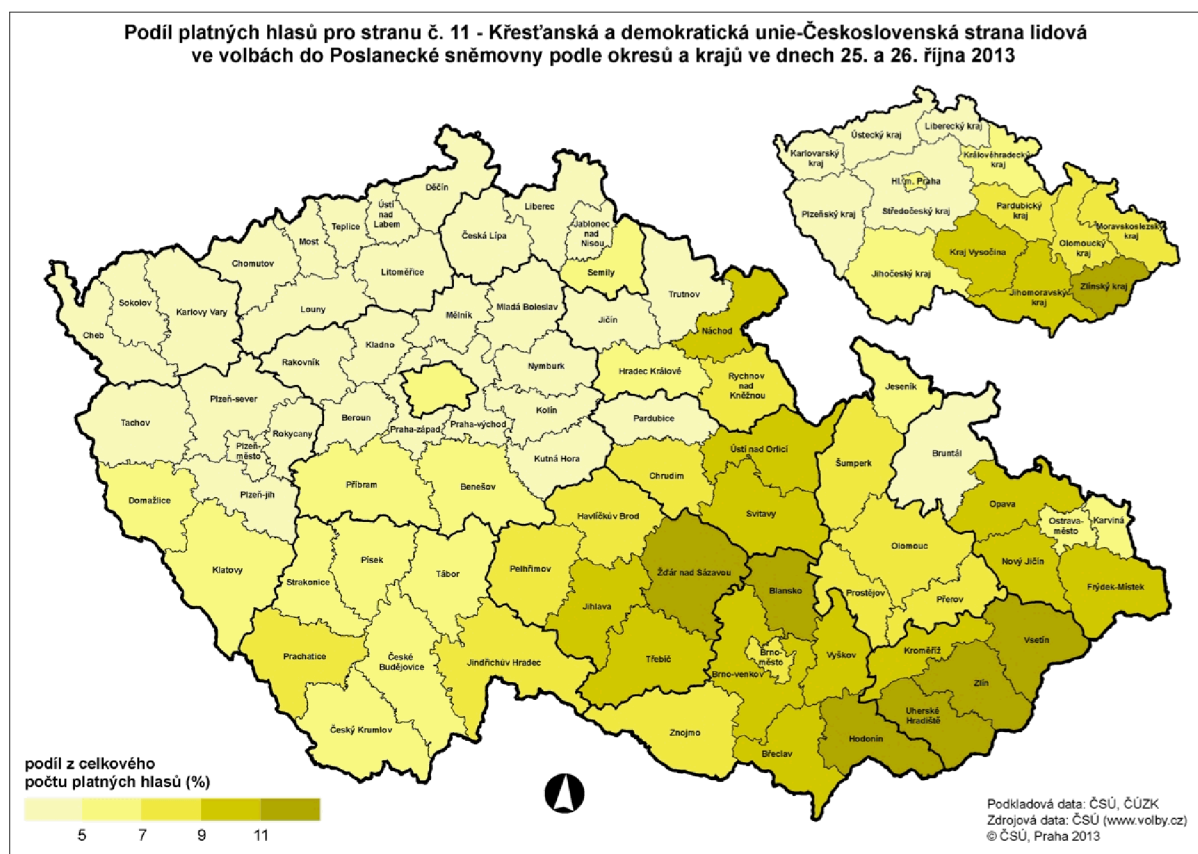 Podíl platných hlasů pro stranu č. 11 - Křesťanská a demokratická unie-Československá strana lidová
ve volbách do Poslanecké sněmovny podle okresů a krajů ve dnech 25. a 26. října 2013
Ústecký kraj
Liberecký kraj
Karlovarský
kraj
Královéhradecký
kraj
Hl. m. Praha
Plzeňský kraj
Středočeský kraj
Pardubický
kraj
Moravskoslezský
kraj
Olomoucký
kraj
Kraj Vysočina
Jihočeský kraj
Jihomoravský
kraj
Zlínský kraj
Děčín
Liberec
Ústí
nad
Labem
Teplice
Jablonec
nad
Nisou
Most
Česká Lípa
Chomutov
Litoměřice
Semily
Trutnov
Sokolov
Karlovy Vary
Louny
Mladá Boleslav
Mělník
Jičín
Cheb
Náchod
Kladno
Rakovník
Nymburk
Hradec Králové
Rychnov
nad
Kněžnou
Jeseník
Plzeň-sever
Tachov
Rokycany
Beroun
Praha-západ
Praha-východ
Kolín
Pardubice
Plzeň-
město
Kutná Hora
Ústí nad Orlicí
Šumperk
Bruntál
Chrudim
Příbram
Benešov
Domažlice
Plzeň-jih
Opava
Svitavy
Havlíčkův Brod
Ostrava-
město
Karviná
Olomouc
Klatovy
Strakonice
Písek
Tábor
Pelhřimov
Žďár nad Sázavou
Nový Jičín
Frýdek-Místek
Blansko
Prostějov
Přerov
Jihlava
Prachatice
České
Budějovice
Jindřichův Hradec
Třebíč
Brno-
město
Brno-venkov
Vyškov
Kroměříž
Vsetín
Zlín
Uherské
Hradiště
Český Krumlov
Znojmo
Břeclav
Hodonín
podíl z celkového
počtu platných hlasů (%)
5 7 9 11
Podkladová data: ČSÚ, ČÚZK
Zdrojová data: ČSÚ (www.volby.cz)
© ČSÚ, Praha 2013